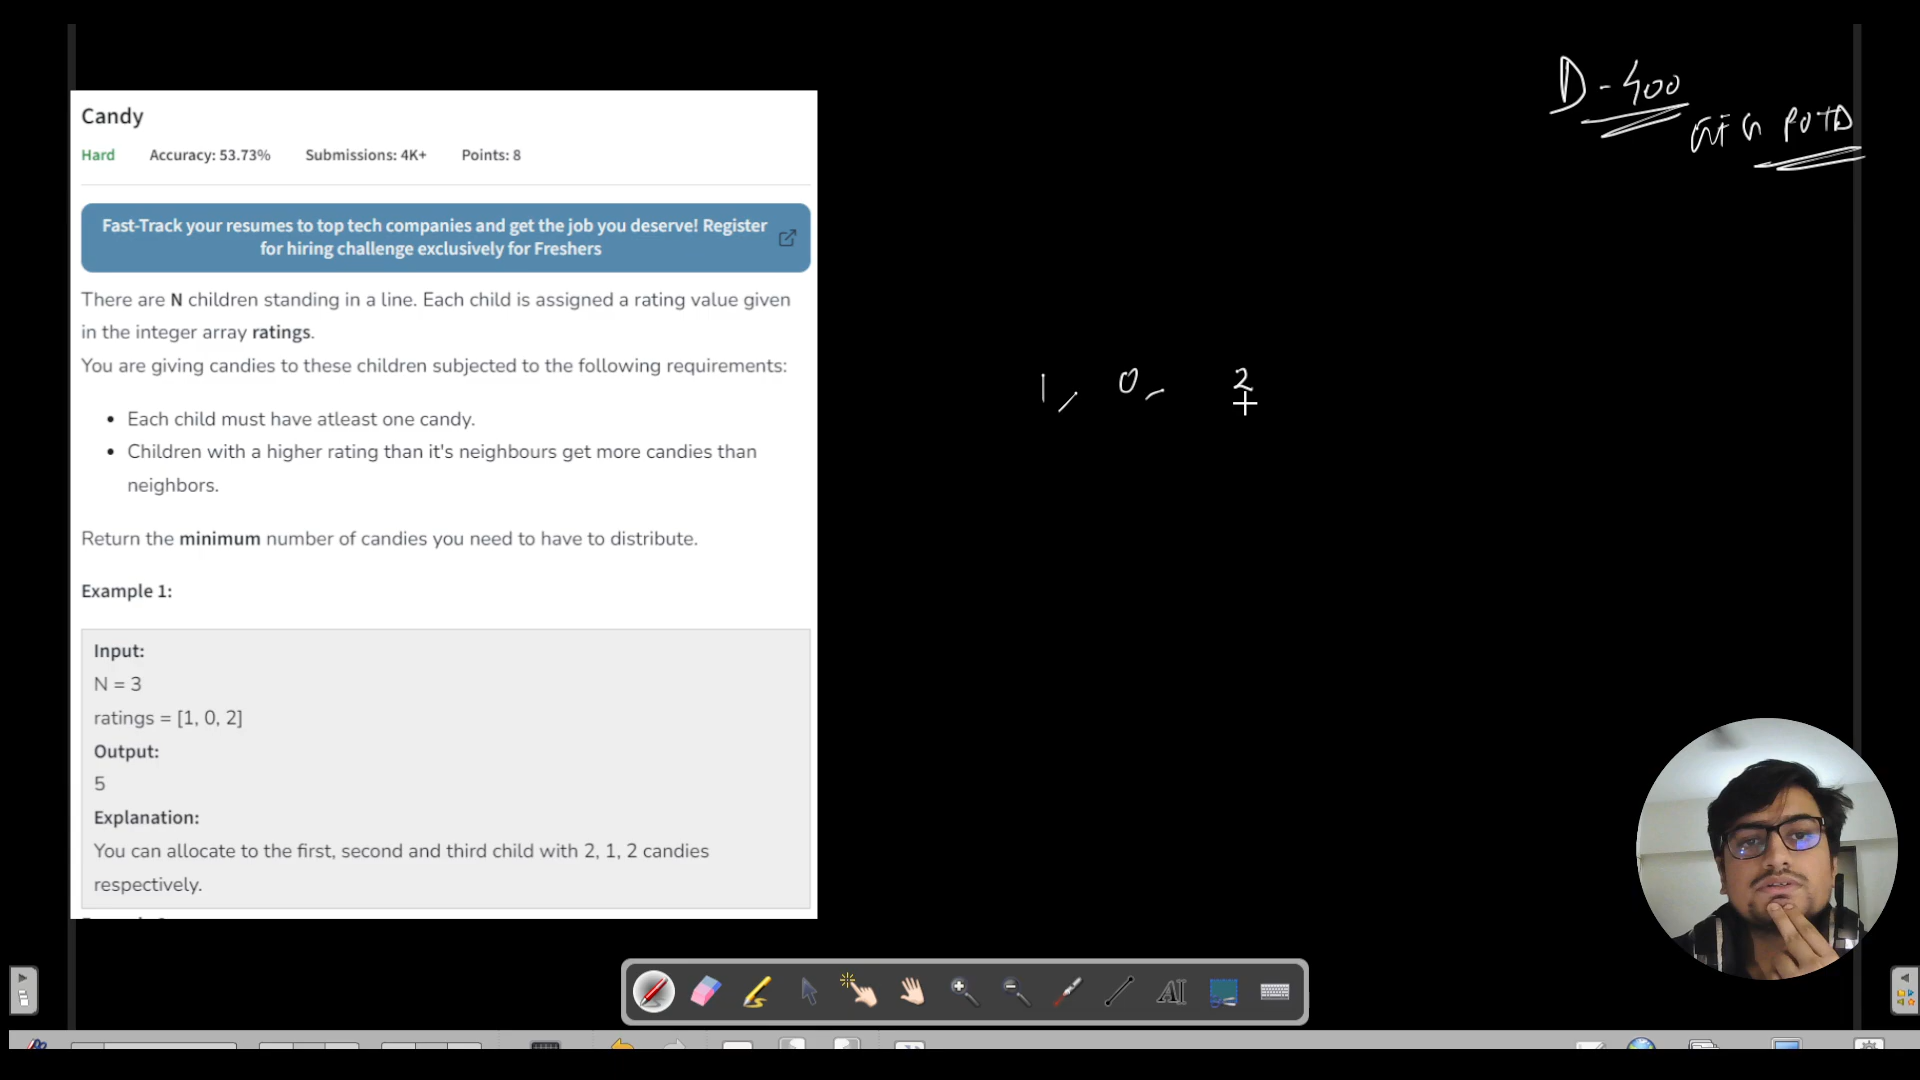 D-400
GFG POTD
Candy
Hard Accuracy: 53.73% Submissions: 4K+ Points: 8
Fast-Track your resumes to top tech companies and get the job you deserve! Register
for hiring challenge exclusively for Freshers
There are N children standing in a line. Each child is assigned a rating value given
in the integer array ratings.
You are giving candies to these children subjected to the following requirements:
• Each child must have atleast one candy.
• Children with a higher rating than it's neighbours get more candies than
neighbors.
Return the minimum number of candies you need to have to distribute.
Example 1:
Input:
N = 3
ratings = [1, 0, 2]
Output:
5
Explanation:
You can allocate to the first, second and third child with 2, 1, 2 candies
respectively.
1, 0, 2
AI